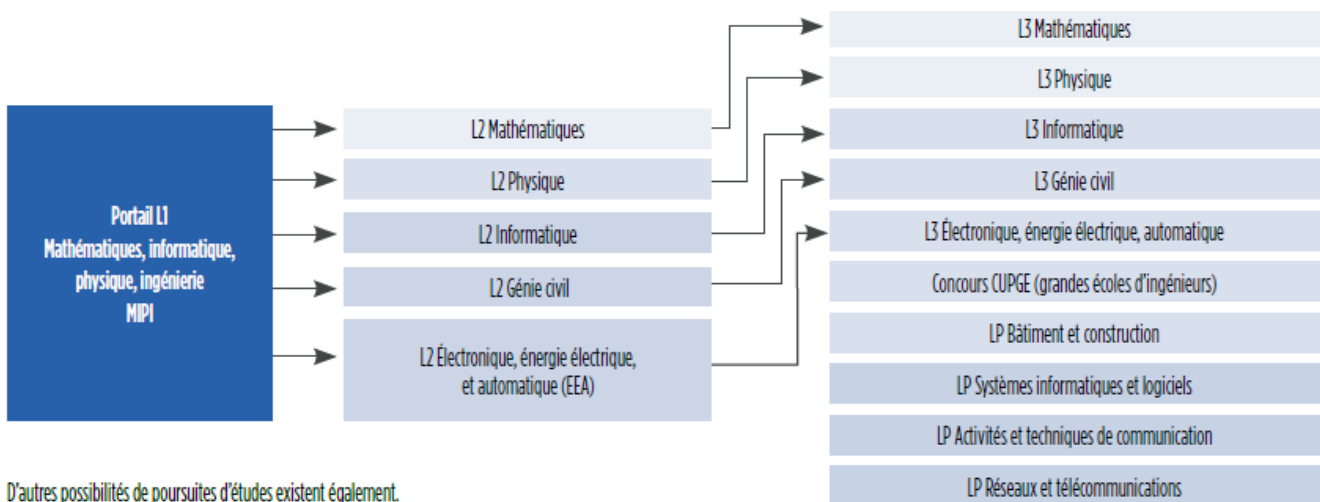 Portail L1
Mathématiques, informatique,
physique, ingénierie
MIPI
L2 Mathématiques
L2 Physique
L2 Informatique
L2 Génie civil
L2 Électronique, énergie électrique,
et automatique (EEA)
L3 Mathématiques
L3 Physique
L3 Informatique
L3 Génie civil
L3 Électronique, énergie électrique, automatique
Concours CUPGE (grandes écoles d'ingénieurs)
LP Bâtiment et construction
LP Systèmes informatiques et logiciels
LP Activités et techniques de communication
LP Réseaux et télécommunications
D'autres possibilités de poursuites d'études existent également.